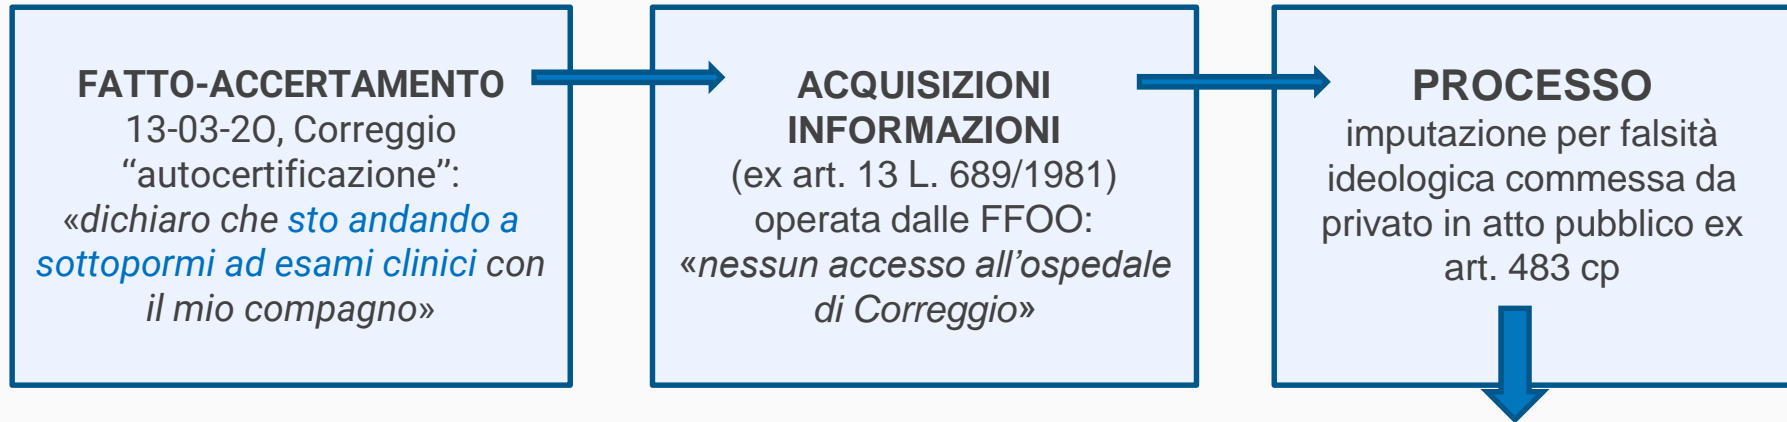 FATTO-ACCERTAMENTO
13-03-2O, Correggio
“autocertificazione”:
«dichiaro che sto andando a
sottopormi ad esami clinici con
il mio compagno»
ACQUISIZIONI
INFORMAZIONI
(ex art. 13 L. 689/1981)
operata dalle FFOO:
«nessun accesso all’ospedale
di Correggio»
PROCESSO
imputazione per falsità
ideologica commessa da
privato in atto pubblico ex
art. 483 cp